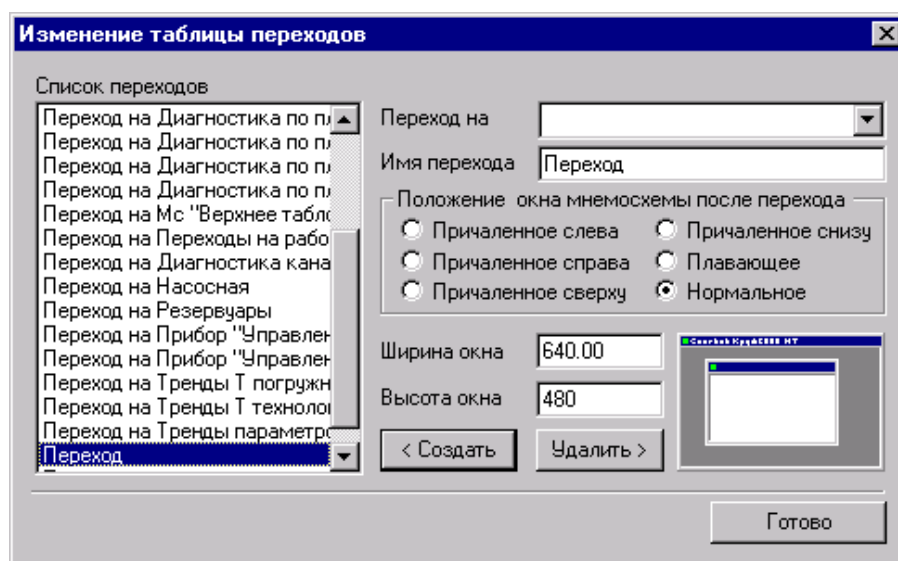 Изменение таблицы переходов
Список переходов
Переход на Диагностика по пл
Переход на Диагностика по пл
Переход на Диагностика по пл
Переход на Диагностика по пл
Переход на Мс "Верхнее табло
Переход на Переходы на рабо
Переход на Диагностика кана
Переход на Насосная
Переход на Резервуары
Переход на Прибор "Управлен
Переход на Прибор "Управлен
Переход на Тренды Т погружн
Переход на Тренды Т техноло
Переход на Тренды параметро
Переход
Переход на
Имя перехода Переход
Положение окна мнемосхемы после перехода
Причаленное слева Причаленное снизу
Причаленное справа Плавающее
Причаленное сверху Нормальное
Ширина окна 640.00
Высота окна 480
< Создать Удалить >
Готово